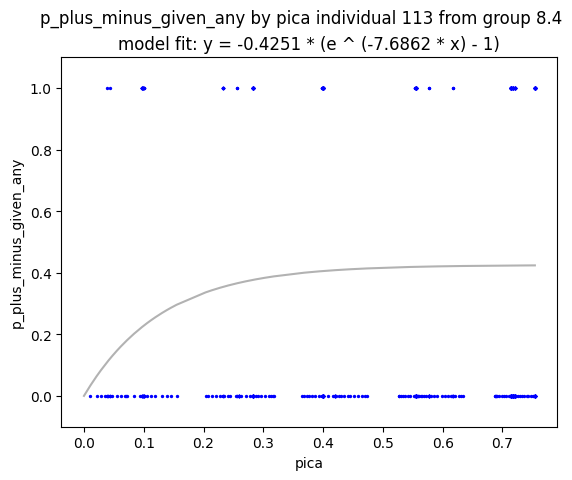 p_plus_minus_given_any by pica individual 113 from group 8.4
model fit: y = -0.4251 * (e ^ (-7.6862 * x) - 1)
1.0
0.8
0.6
0.4
0.2
0.0
p_plus_minus_given_any
0.0 0.1 0.2 0.3 0.4 0.5 0.6 0.7
pica